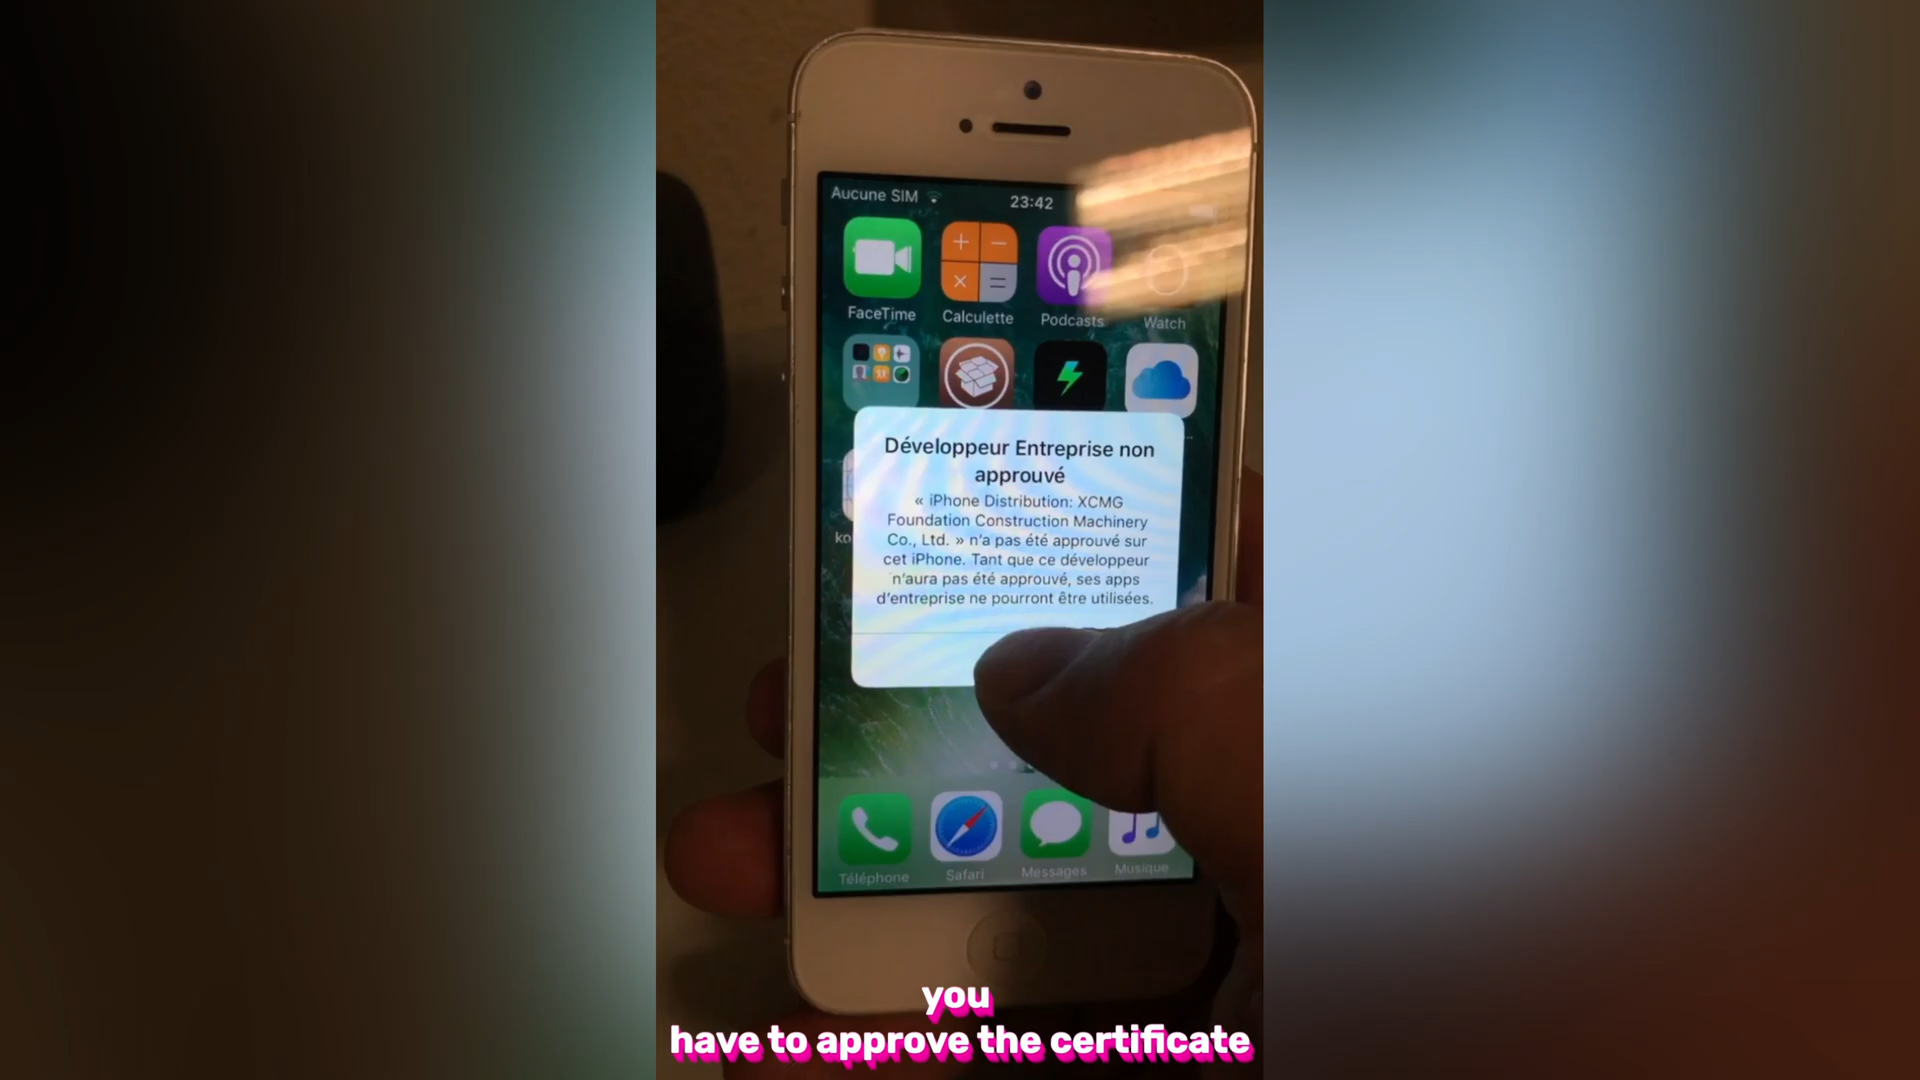 Aucune SIM
23:42
FaceTime
Calculette
Podcasts
Watch
Développeur Entreprise non
approuvé
« iPhone Distribution: XCMG
Foundation Construction Machinery
Co., Ltd. » n'a pas été approuvé sur
cet iPhone. Tant que ce développeur
n'aura pas été approuvé, ses apps
d'entreprise ne pourront être utilisées.
ko
Téléphone
Safari
Messages
Musique
you
have to approve the certificate